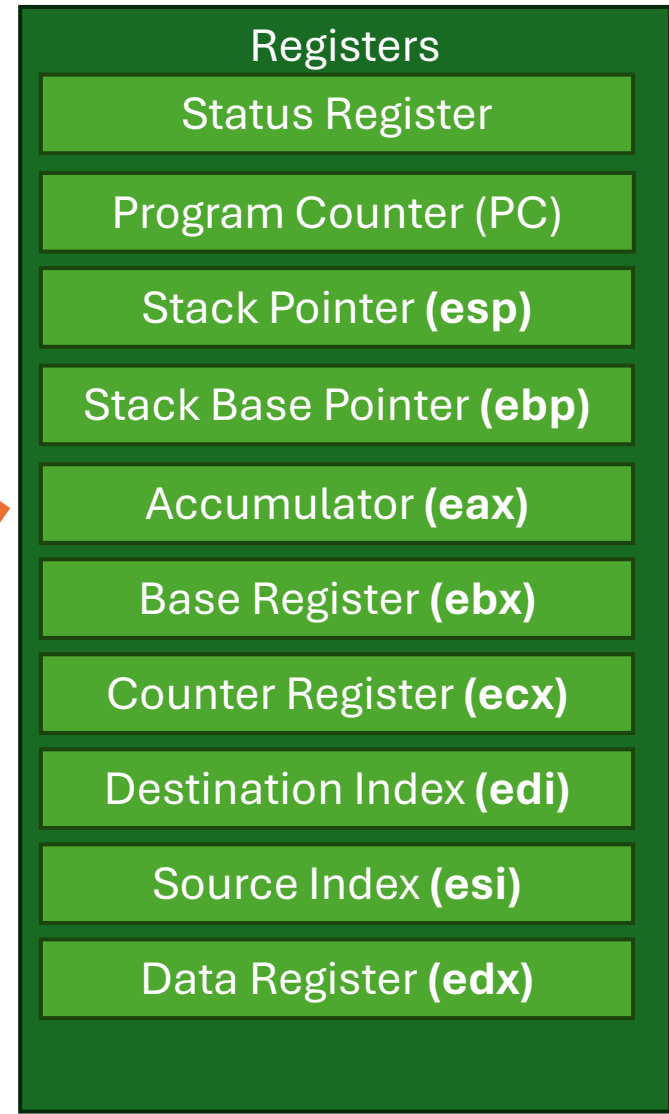 Registers
Status Register
Program Counter (PC)
Stack Pointer (esp)
Stack Base Pointer (ebp)
Accumulator (eax)
Base Register (ebx)
Counter Register (ecx)
Destination Index (edi)
Source Index (esi)
Data Register (edx)